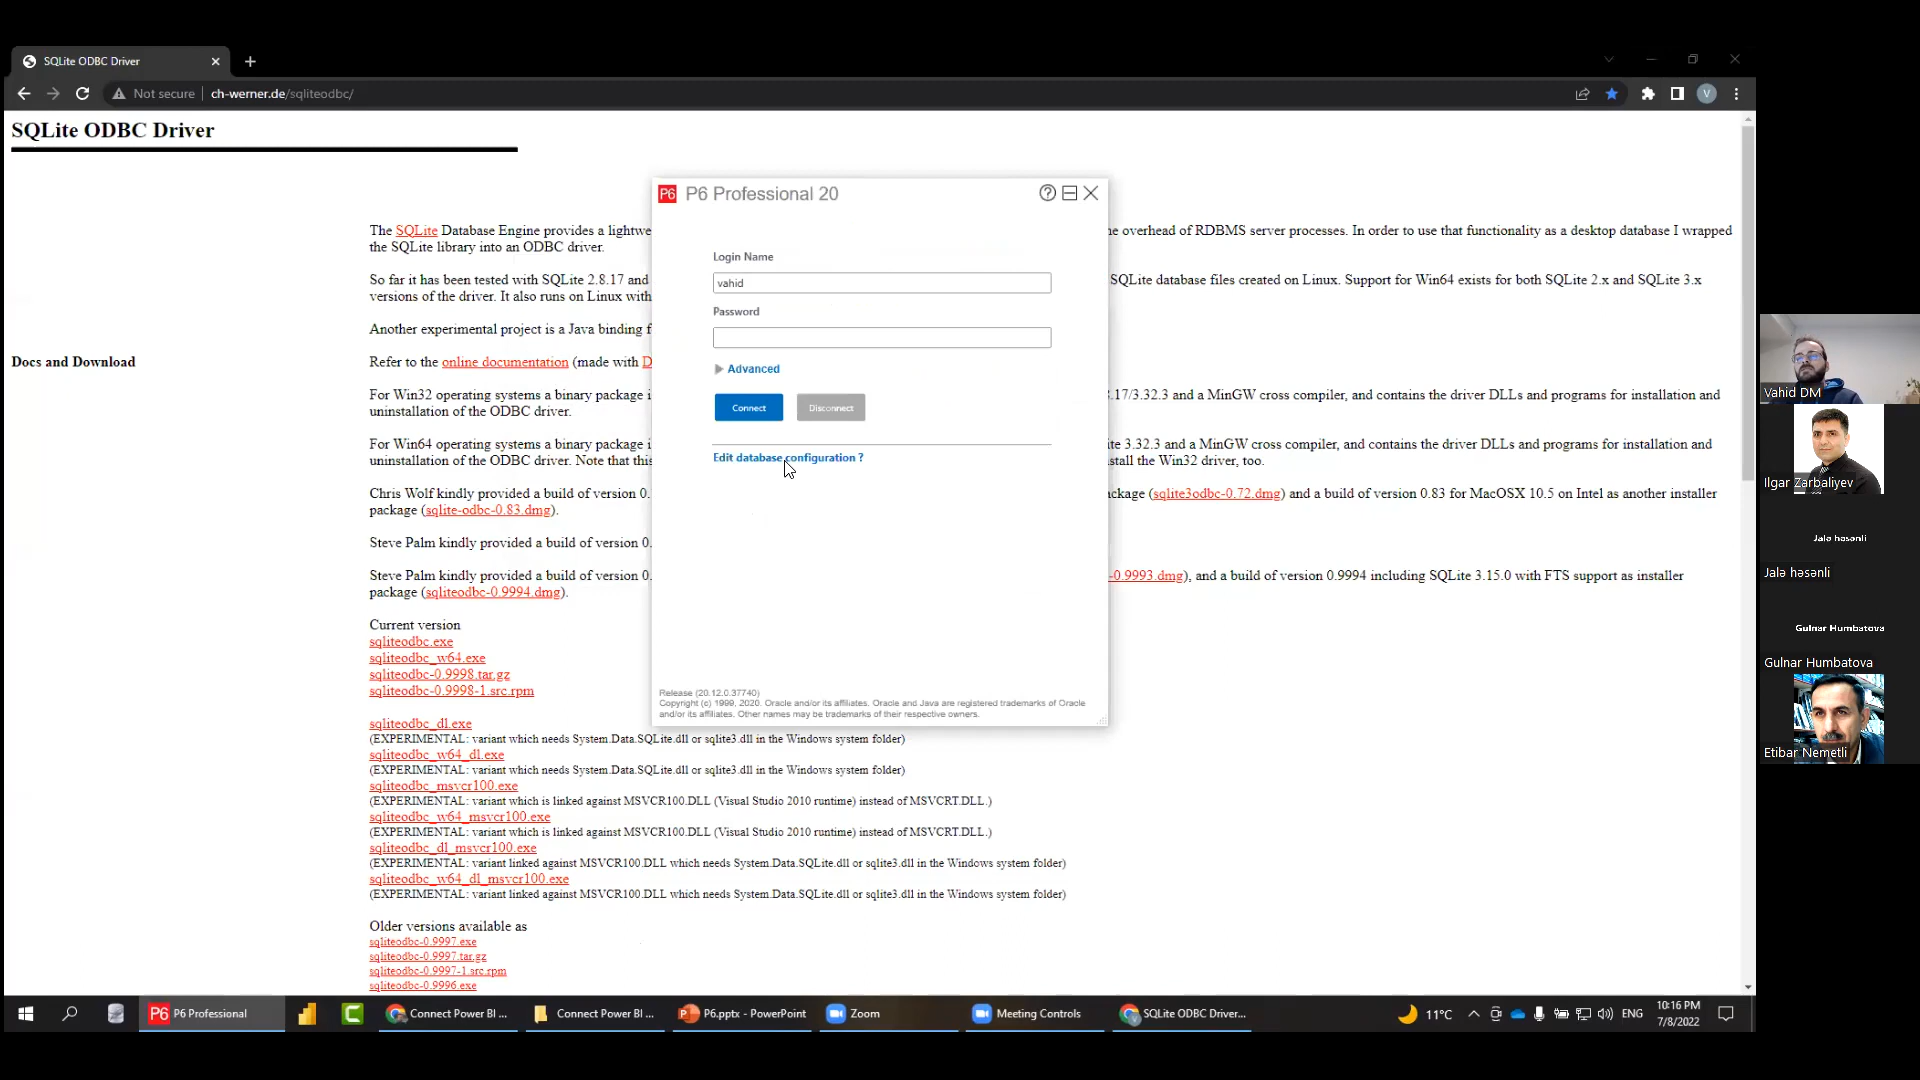 SQLite ODBC Driver
Not secure
ch-werner.de/sqliteodbc/
V
SQLite ODBC Driver
The SQLite Database Engine provides a lightwe
he overhead of RDBMS server processes. In order to use that functionality as a desktop database I wrapped
the SQLite library into an ODBC driver.
So far it has been tested with SQLite 2.8.17 and
SQLite database files created on Linux. Support for Win64 exists for both SQLite 2.x and SQLite 3.x
versions of the driver. It also runs on Linux with
Another experimental project is a Java binding f
Docs and Download
Refer to the online documentation (made with D
For Win32 operating systems a binary package i
.17/3.32.3 and a MinGW cross compiler, and contains the driver DLLs and programs for installation and
uninstallation of the ODBC driver.
For Win64 operating systems a binary package i
ite 3.32.3 and a MinGW cross compiler, and contains the driver DLLs and programs for installation and
uninstallation of the ODBC driver. Note that this
stall the Win32 driver, too.
Chris Wolf kindly provided a build of version 0.
ackage (sqlite3odbc-0.72.dmg) and a build of version 0.83 for MacOSX 10.5 on Intel as another installer
package (sqlite-odbc-0.83.dmg).
Steve Palm kindly provided a build of version 0.
Steve Palm kindly provided a build of version 0.
-0.9993.dmg), and a build of version 0.9994 including SQLite 3.15.0 with FTS support as installer
package (sqliteodbc-0.9994.dmg).
Current version
sqliteodbc.exe
sqliteodbc_w64.exe
sqliteodbc-0.9998.tar.gz
sqliteodbc-0.9998-1.src.rpm
sqliteodbc_dl.exe
(EXPERIMENTAL: variant which needs System.Data.SQLite.dll or sqlite3.dll in the Windows system folder)
sqliteodbc_w64_dl.exe
(EXPERIMENTAL: variant which needs System.Data.SQLite.dll or sqlite3.dll in the Windows system folder)
sqliteodbc_msvcr100.exe
(EXPERIMENTAL: variant which is linked against MSVCR100.DLL (Visual Studio 2010 runtime) instead of MSVCRT.DLL.)
sqliteodbc_w64_msvcr100.exe
(EXPERIMENTAL: variant which is linked against MSVCR100.DLL (Visual Studio 2010 runtime) instead of MSVCRT.DLL.)
sqliteodbc_dl_msvcr100.exe
(EXPERIMENTAL: variant linked against MSVCR100.DLL which needs System.Data.SQLite.dll or sqlite3.dll in the Windows system folder)
sqliteodbc_w64_dl_msvcr100.exe
(EXPERIMENTAL: variant linked against MSVCR100.DLL which needs System.Data.SQLite.dll or sqlite3.dll in the Windows system folder)
Older versions available as
sqliteodbc-0.9997.exe
sqliteodbc-0.9997.tar.gz
sqliteodbc-0.9997-1.src.rpm
sqliteodbc-0.9996.exe
P6 P6 Professional 20
Login Name
vahid
Password
Advanced
Connect
Disconnect
Edit database configuration ?
Release (20.12.0.37740)
Copyright (c) 1999, 2020. Oracle and/or its affiliates. Oracle and Java are registered trademarks of Oracle
and/or its affiliates. Other names may be trademarks of their respective owners.
Vahid DM
Ilgar Zarbaliyev
Jalə həsənli
Jalə həsənli
Gulnar Humbatova
Gulnar Humbatova
Etibar Nemetli
P6 P6 Professional
Connect Power BI ...
Connect Power BI ...
P6.pptx - PowerPoint
Zoom
Meeting Controls
SQLite ODBC Driver...
11°C
ENG
10:16 PM
7/8/2022